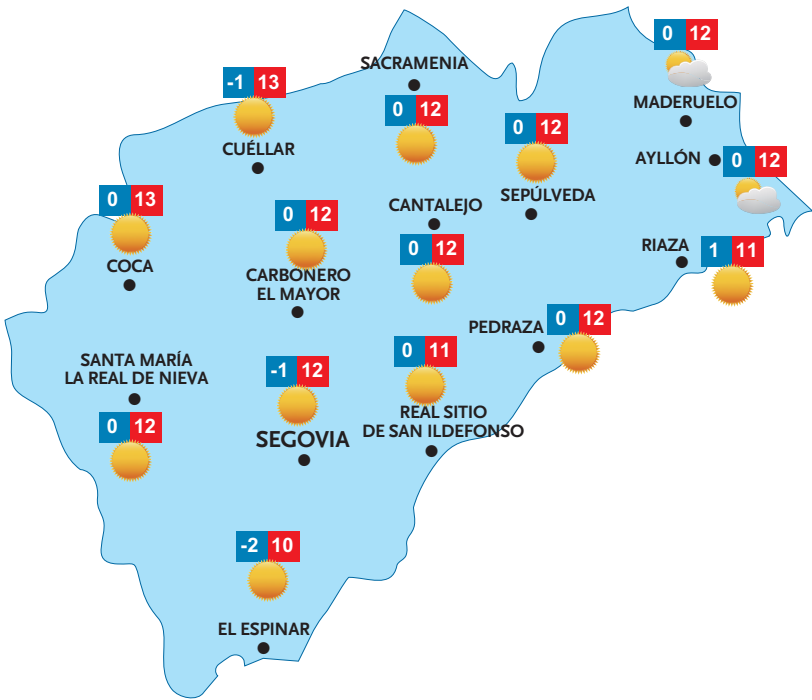 0 12
SACRAMENIA
-1 13
MADERUELO
0 12
0 12
CUÉLLAR
AYLLÓN
0 12
SEPÚLVEDA
0 13
CANTALEJO
0 12
RIAZA
1 11
COCA
0 12
CARBONERO
EL MAYOR
PEDRAZA
0 12
SANTA MARÍA
LA REAL DE NIEVA
0 11
-1 12
REAL SITIO
DE SAN ILDEFONSO
0 12
SEGOVIA
-2 10
EL ESPINAR